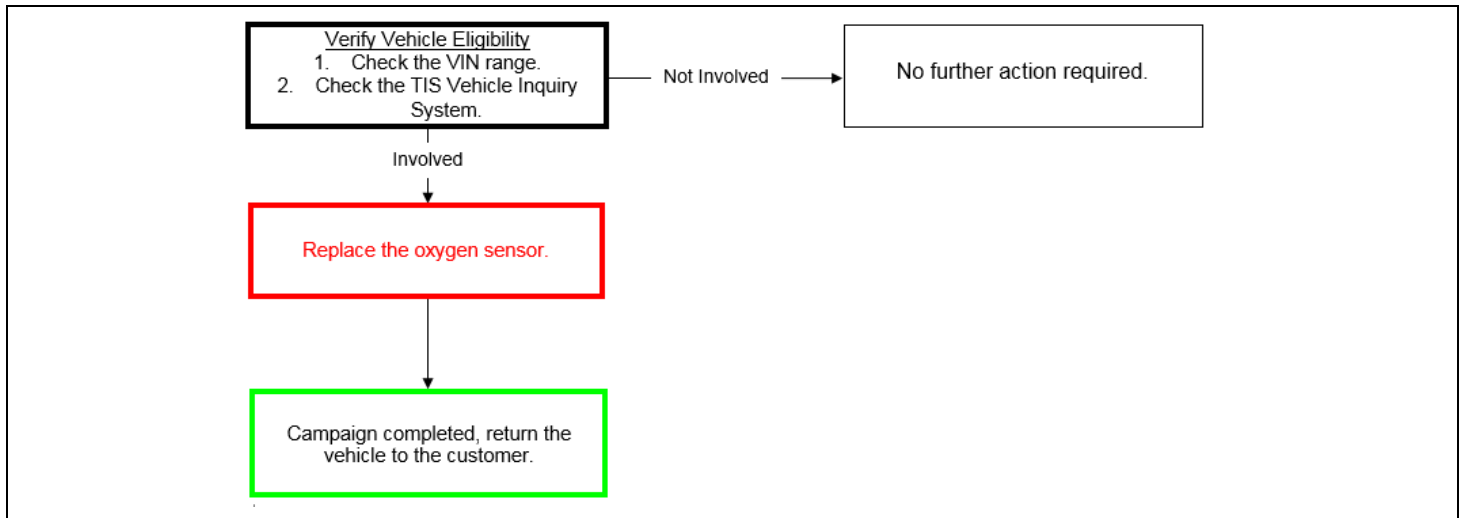 Verify Vehicle Eligibility
1. Check the VIN range.
2. Check the TIS Vehicle Inquiry
System.
Not Involved
No further action required.
Involved
Replace the oxygen sensor.
Campaign completed, return the
vehicle to the customer.